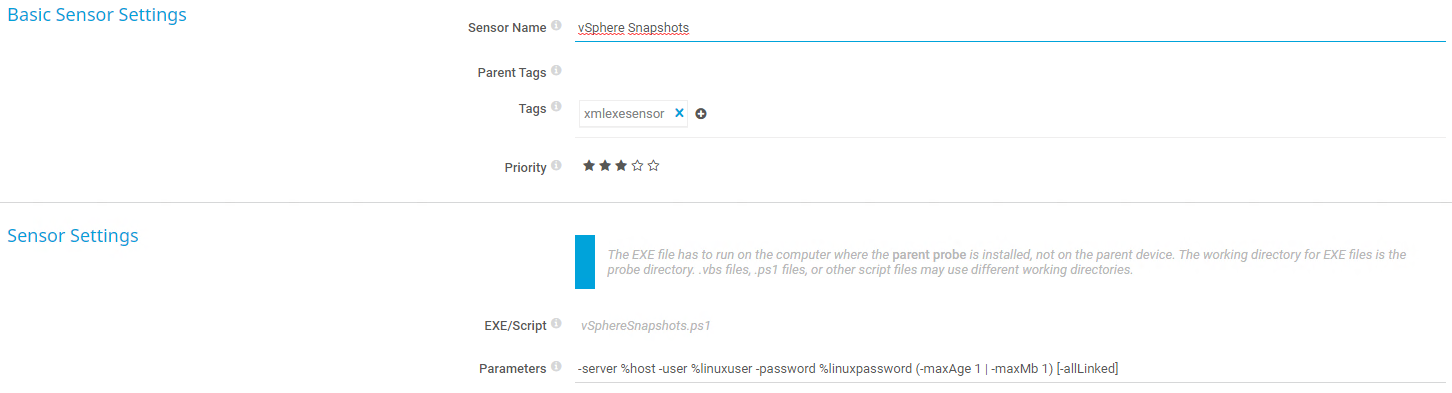 Basic Sensor Settings
Sensor Name
vSphere Snapshots
Parent Tags
Tags
xmlexesensor
Priority
Sensor Settings
The EXE file has to run on the computer where the parent probe is installed, not on the parent device. The working directory for EXE files is the
probe directory. .vbs files, .ps1 files, or other script files may use different working directories.
EXE/Script
vSphereSnapshots.ps1
Parameters
-server %host -user %linuxuser -password %linuxpassword (-maxAge 1 | -maxMb 1) [-allLinked]